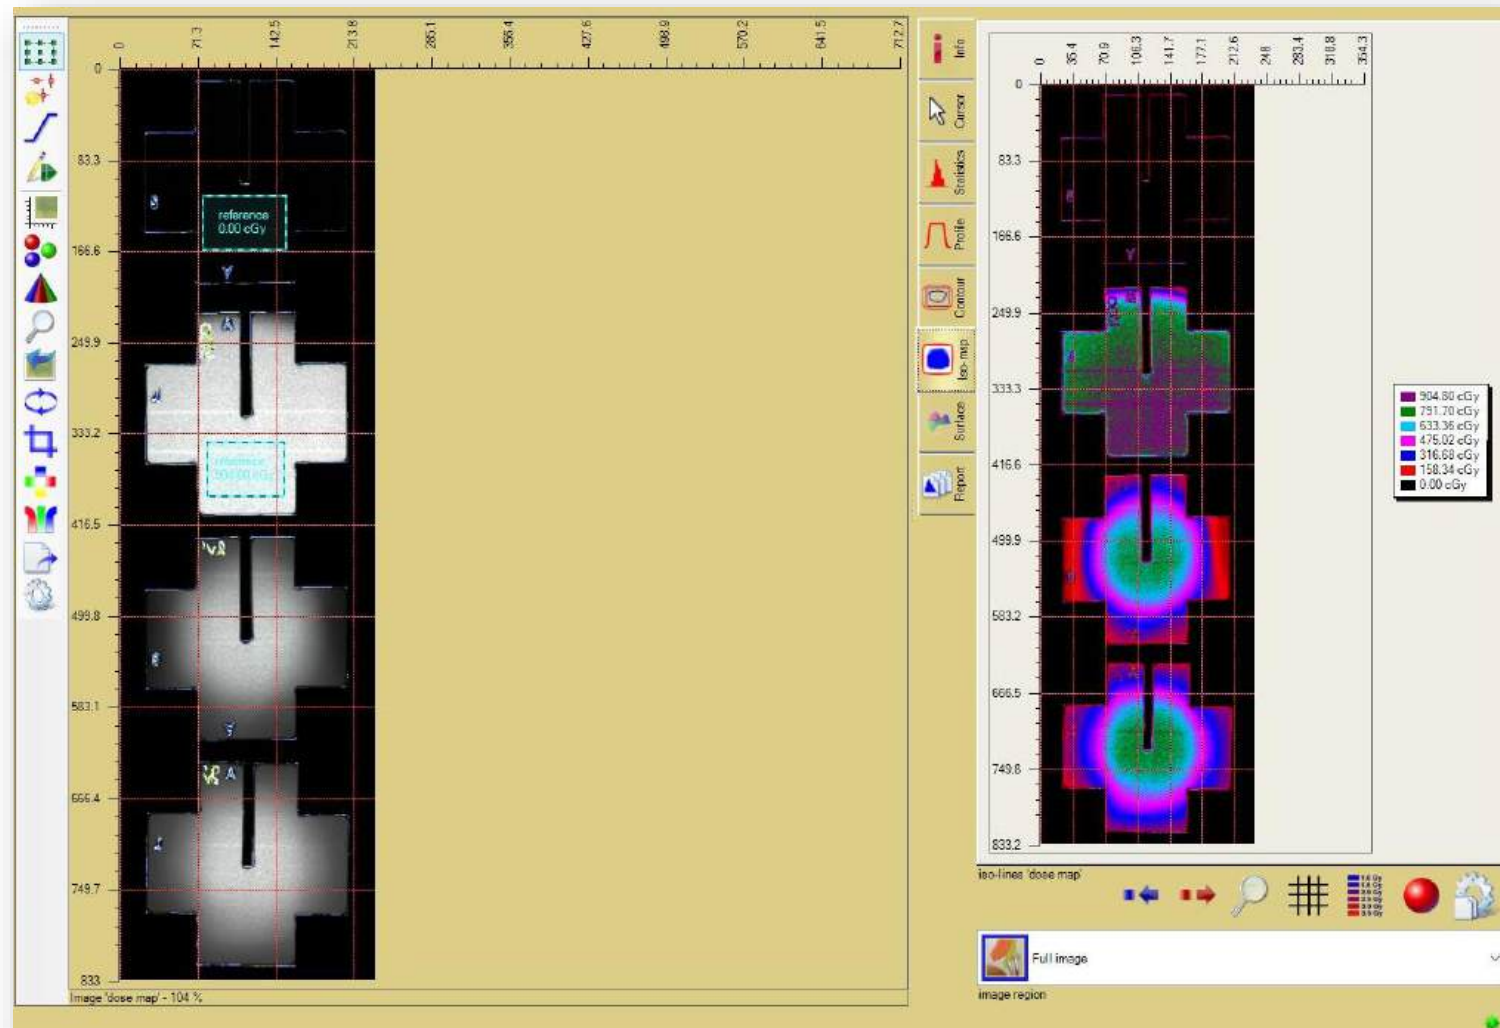 0
71.3
142.5
213.8
285.1
356.4
427.6
498.9
570.2
641.5
712.7
0
83.3
166.6
249.9
333.2
416.5
499.8
583.1
666.4
749.7
833
reference
0.00 cGy
reference
904.80 cGy
Y
A
A
Image 'dose map' - 104 %
Info
Cursor
Statistics
Profile
Contour
Iso-map
Surface
Report
0
35.4
70.9
106.3
141.7
177.1
212.6
248
283.4
318.8
354.3
0
83.3
166.6
249.9
333.3
416.6
499.9
583.2
666.5
749.8
833.2
Y
904.80 cGy
791.70 cGy
633.36 cGy
475.02 cGy
316.68 cGy
158.34 cGy
0.00 cGy
iso-lines 'dose map'
Full image
image region